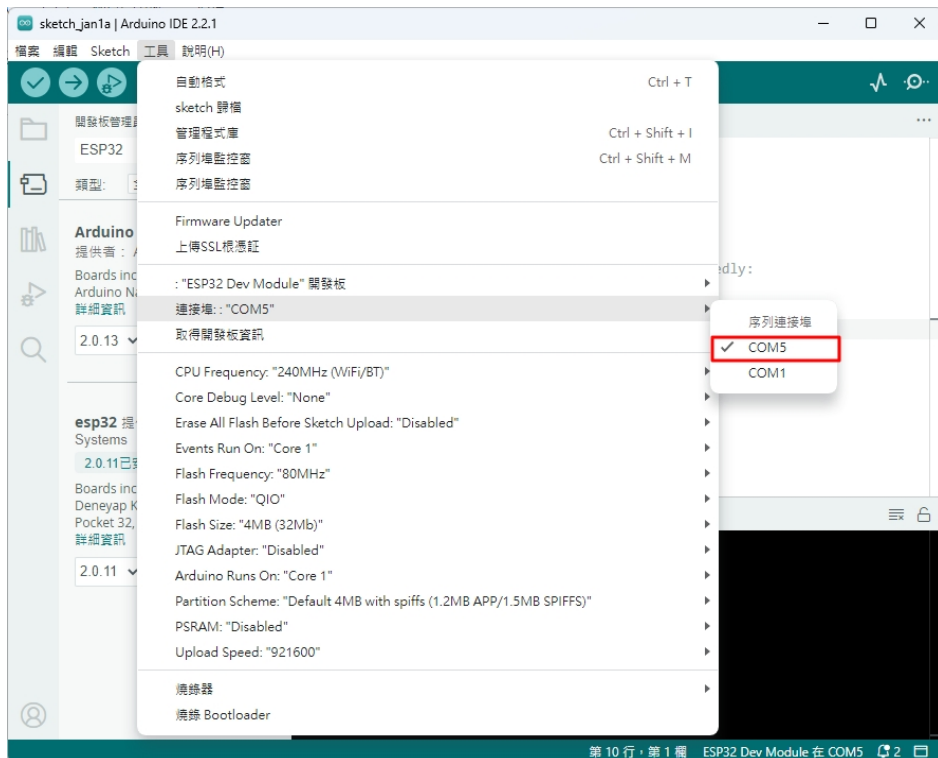 sketch_jan1a | Arduino IDE 2.2.1
檔案 編輯 Sketch 工具 說明(H)
開發板管理
ESP32
類型:
Arduino
提供者：
Boards inc
Arduino Na
詳細資訊
2.0.13
esp32 提
Systems
2.0.11已
Boards inc
Deneyap K
Pocket 32,
詳細資訊
2.0.11
自動格式 Ctrl + T
sketch 歸檔
管理程式庫 Ctrl + Shift + I
序列埠監控窗 Ctrl + Shift + M
序列埠監控窗
Firmware Updater
上傳SSL根憑証
: "ESP32 Dev Module" 開發板
連接埠: : "COM5"
取得開發板資訊
CPU Frequency: "240MHz (WiFi/BT)"
Core Debug Level: "None"
Erase All Flash Before Sketch Upload: "Disabled"
Events Run On: "Core 1"
Flash Frequency: "80MHz"
Flash Mode: "QIO"
Flash Size: "4MB (32Mb)"
JTAG Adapter: "Disabled"
Arduino Runs On: "Core 1"
Partition Scheme: "Default 4MB with spiffs (1.2MB APP/1.5MB SPIFFS)"
PSRAM: "Disabled"
Upload Speed: "921600"
燒錄器
燒錄 Bootloader
edly:
序列連接埠
COM5
COM1
第 10 行，第 1 欄 ESP32 Dev Module 在 COM5 2